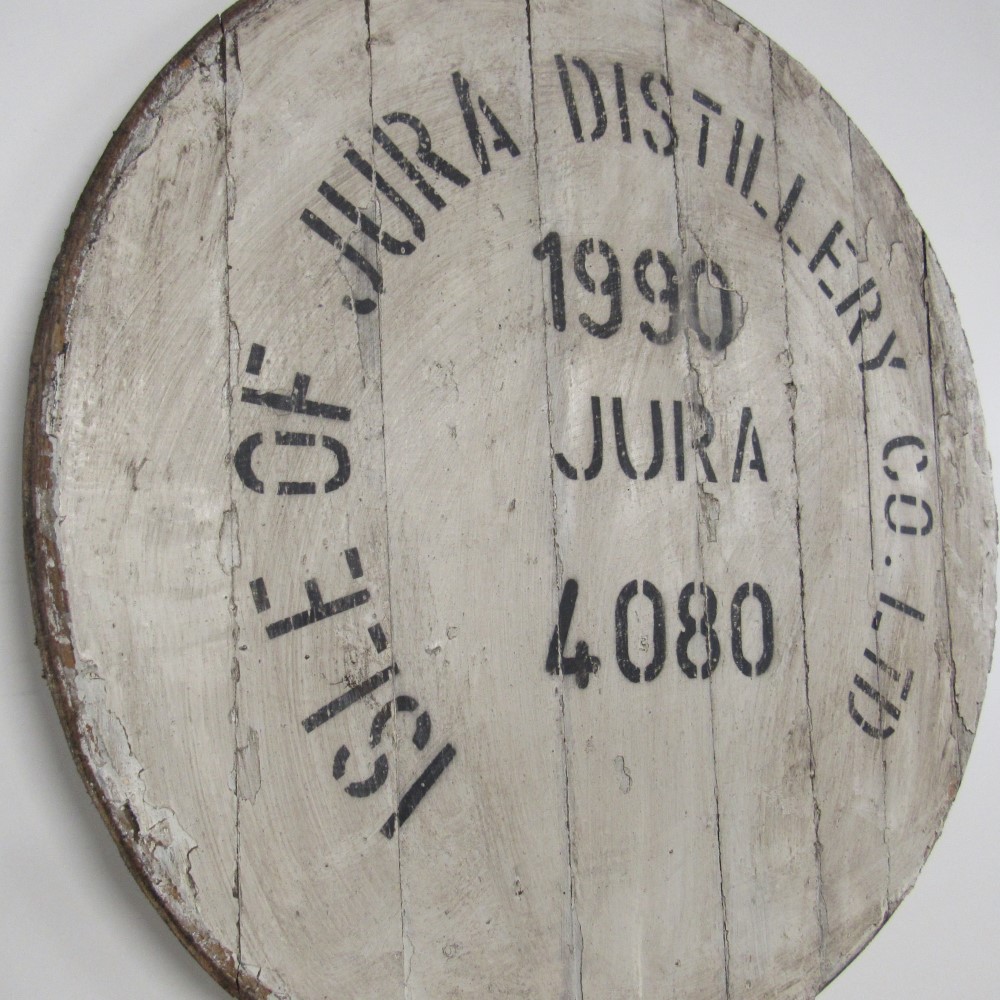 ISLE OF JURA DISTILLERY CO. LTD
1990
JURA
4080